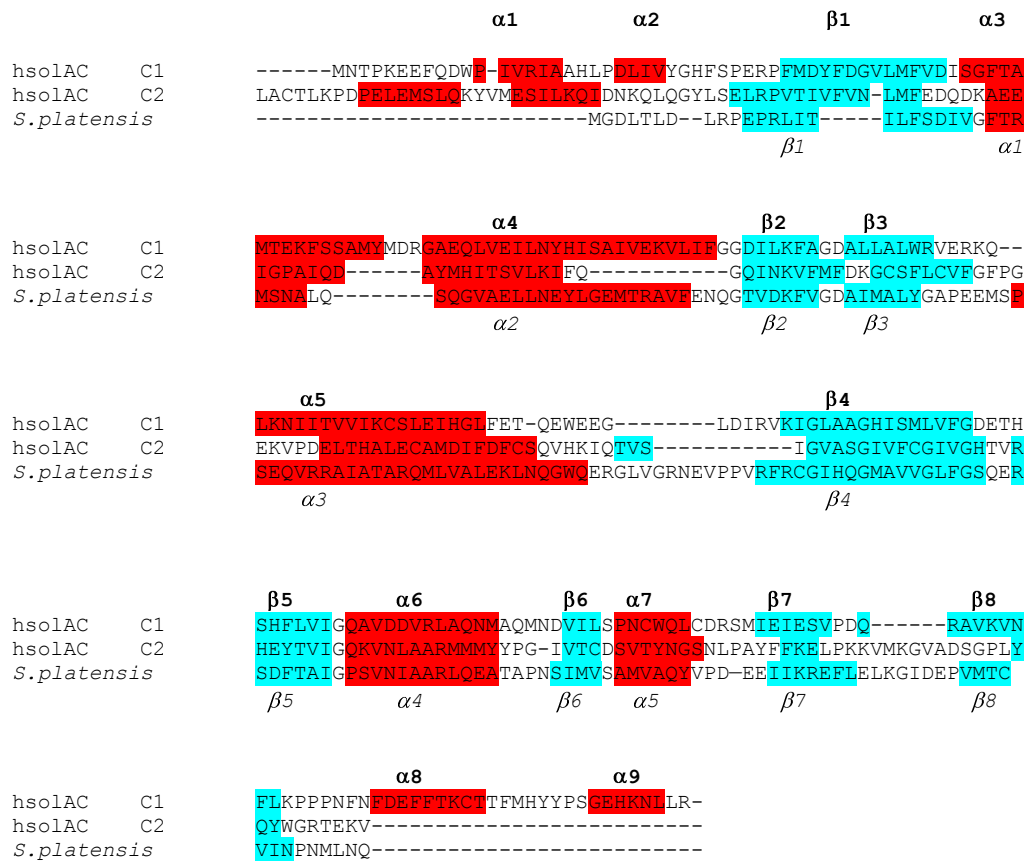 α1 α2 β1 α3
hsolAC C1 ------MNTPKEEFQDWP-IVRIAAHLPDLIVYGHFSPERPFMDYFDGVLMFVDISGFTA
hsolAC C2 LACTLKPDPELEMSLQKYVMESILKQIDNKQLQGYLSELRPVTIVFVN-LMFEDQDKAEE
S.platensis --------------------------MGDLTLD--LRPEPRLIT-----ILFSDIVGFTR
β1 α1
α4 β2 β3
hsolAC C1 MTEKFSSAMYMDRGAEQLVEILNYHISAIVEKVLIFGGDILKFAGDALLALWRVERKQ--
hsolAC C2 IGPAIQD------AYMHITSVLKIFQ-----------GQINKVFMFDKGCSFLCVFGFPG
S.platensis MSNALQ--------SQGVAELLNEYLGEMTRAVFENQGTVDKFVGDAIMALYGAPEEMSP
α2 β2 β3
α5 β4
hsolAC C1 LKNIITVVIKCSLEIHGLFET-QEWEEG--------LDIRVKIGLAAGHISMLVFGDETH
hsolAC C2 EKVPDELTHALECAMDIFDFCSQVHKIQTVS-----------IGVASGIVFCGIVGHTVR
S.platensis SEQVRRAIATARQMLVALEKLNQGWQERGLVGRNEVPPVRFRCGIHQGMAVVGLFGSQER
α3 β4
β5 α6 β6 α7 β7 β8
hsolAC C1 SHFLVIGQAVDDVRLAQNMAQMNDVILSPNCWQLCDRSMIEIESVPDQ------RAVKVN
hsolAC C2 HEYTVIGQKVNLAARMMMYYPG-IVTCDSVTYNGSNLPAYFFKELPKKVMKGVADSGPLY
S.platensis SDFTAIGPSVNIAARLQEATAPNSIMVSAMVAQYVPD—EEIIKREFLELKGIDEPVMTC
β5 α4 β6 α5 β7 β8
α8 α9
hsolAC C1 FLKPPPNFNFDEFFTKCTTFMHYYPSGEHKNLLR-
hsolAC C2 QYWGRTEKV--------------------------
S.platensis VINPNMLNQ--------------------------